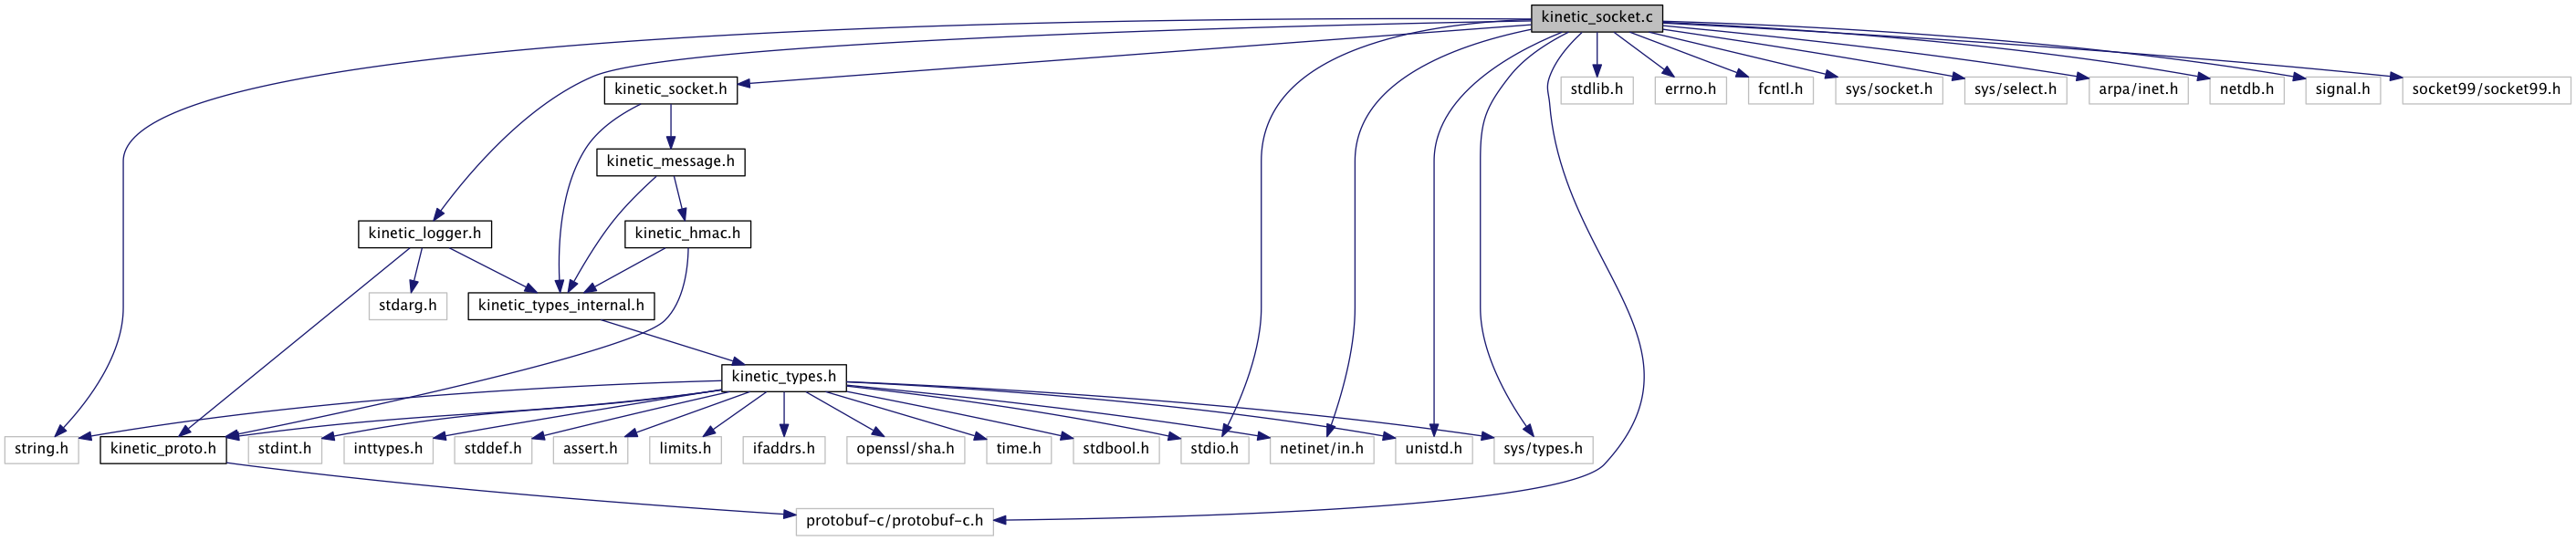 kinetic_socket.c
kinetic_socket.h
stdlib.h
errno.h
fcntl.h
sys/socket.h
sys/select.h
arpa/inet.h
netdb.h
signal.h
socket99/socket99.h
kinetic_message.h
kinetic_logger.h
kinetic_hmac.h
stdarg.h
kinetic_types_internal.h
kinetic_types.h
string.h
kinetic_proto.h
stdint.h
inttypes.h
stddef.h
assert.h
limits.h
ifaddrs.h
openssl/sha.h
time.h
stdbool.h
stdio.h
netinet/in.h
unistd.h
sys/types.h
protobuf-c/protobuf-c.h